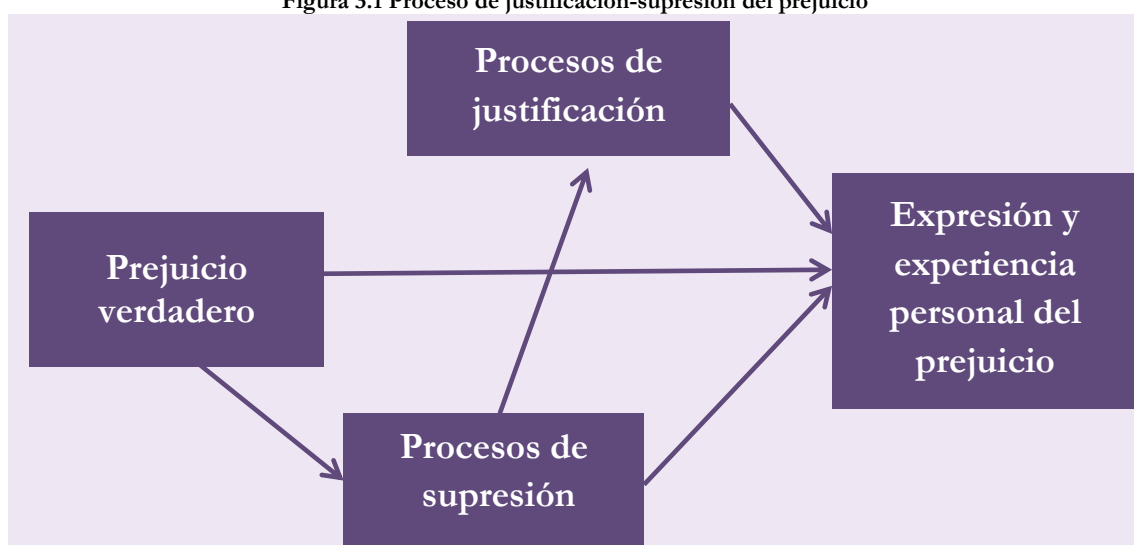 Figura 3.1 Proceso de justificación-supresión del prejuicio
Procesos de
justificación
Prejuicio
verdadero
Expresión y
experiencia
personal del
prejuicio
Procesos de
supresión